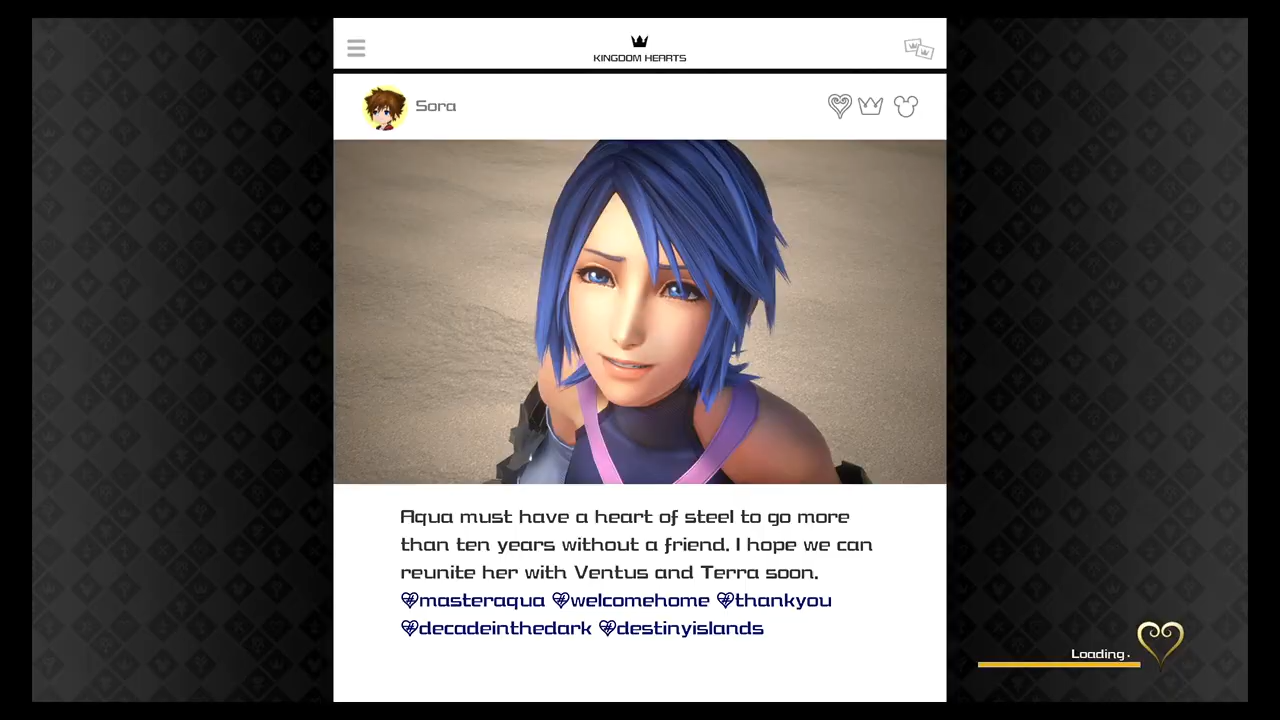 KINGDOM HEARTS
Sora
Aqua must have a heart of steel to go more
than ten years without a friend. I hope we can
reunite her with Ventus and Terra soon.
#masteraqua #welcomehome #thankyou
#decadeinthedark #destinyislands
Loading.